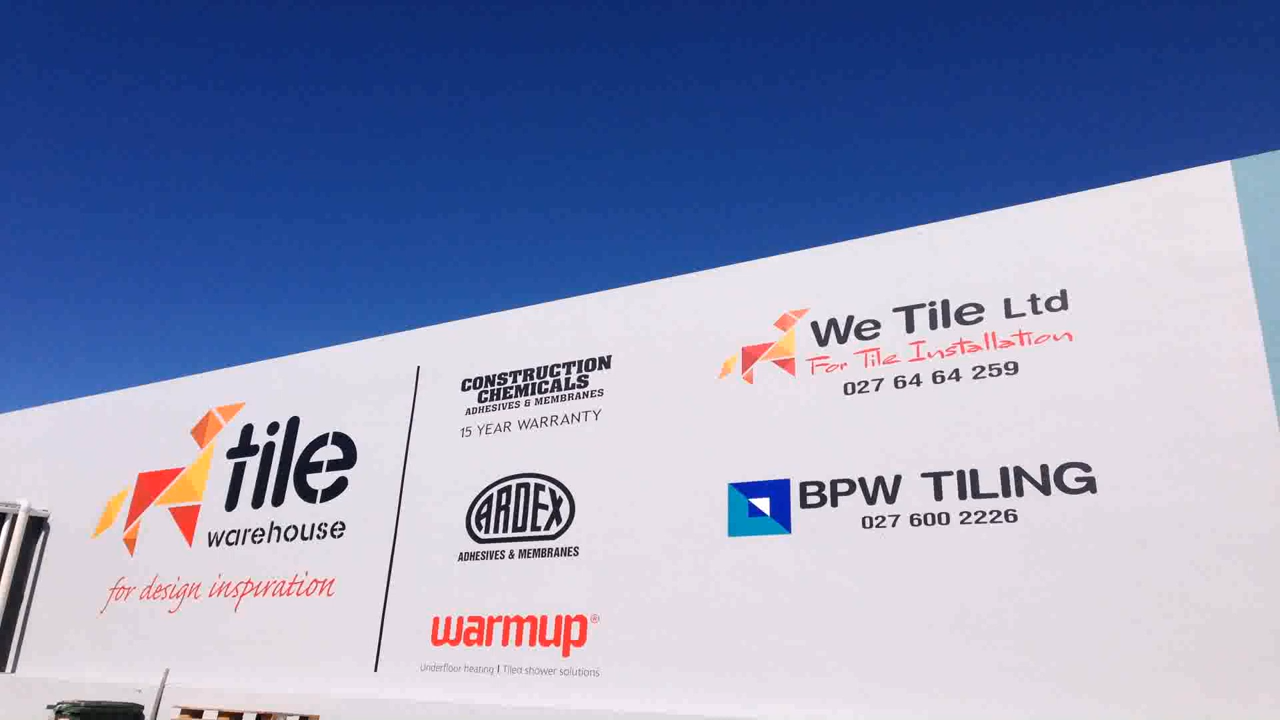 tile
warehouse
for design inspiration
CONSTRUCTION
CHEMICALS
ADHESIVES & MEMBRANES
15 YEAR WARRANTY
ARDEX
ADHESIVES & MEMBRANES
warmup®
Underfloor heating | Tiled shower solutions
We Tile Ltd
For Tile Installation
027 64 64 259
BPW TILING
027 600 2226